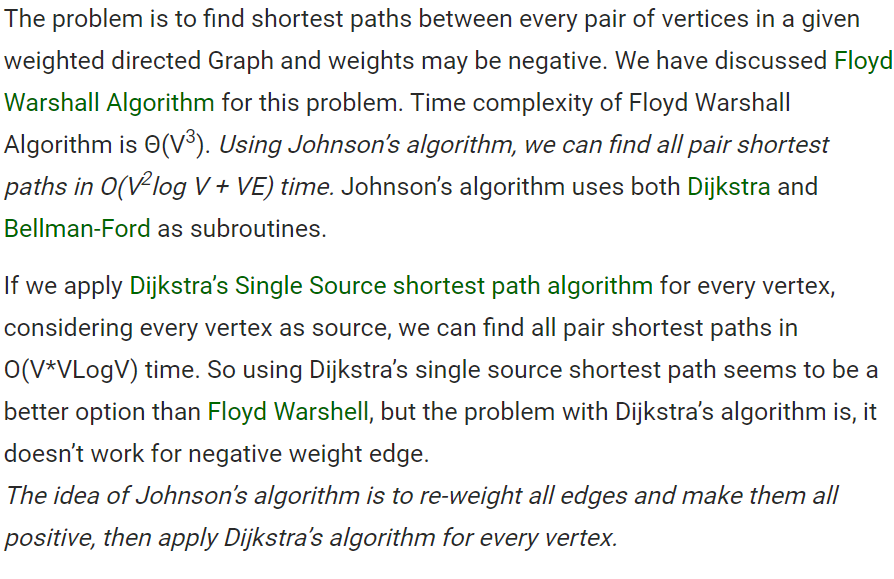 The problem is to find shortest paths between every pair of vertices in a given
weighted directed Graph and weights may be negative. We have discussed Floyd
Warshall Algorithm for this problem. Time complexity of Floyd Warshall
Algorithm is Θ(V³). Using Johnson’s algorithm, we can find all pair shortest
paths in O(V²log V + VE) time. Johnson’s algorithm uses both Dijkstra and
Bellman-Ford as subroutines.
If we apply Dijkstra’s Single Source shortest path algorithm for every vertex,
considering every vertex as source, we can find all pair shortest paths in
O(V*VLogV) time. So using Dijkstra’s single source shortest path seems to be a
better option than Floyd Warshell, but the problem with Dijkstra’s algorithm is, it
doesn’t work for negative weight edge.
The idea of Johnson’s algorithm is to re-weight all edges and make them all
positive, then apply Dijkstra’s algorithm for every vertex.